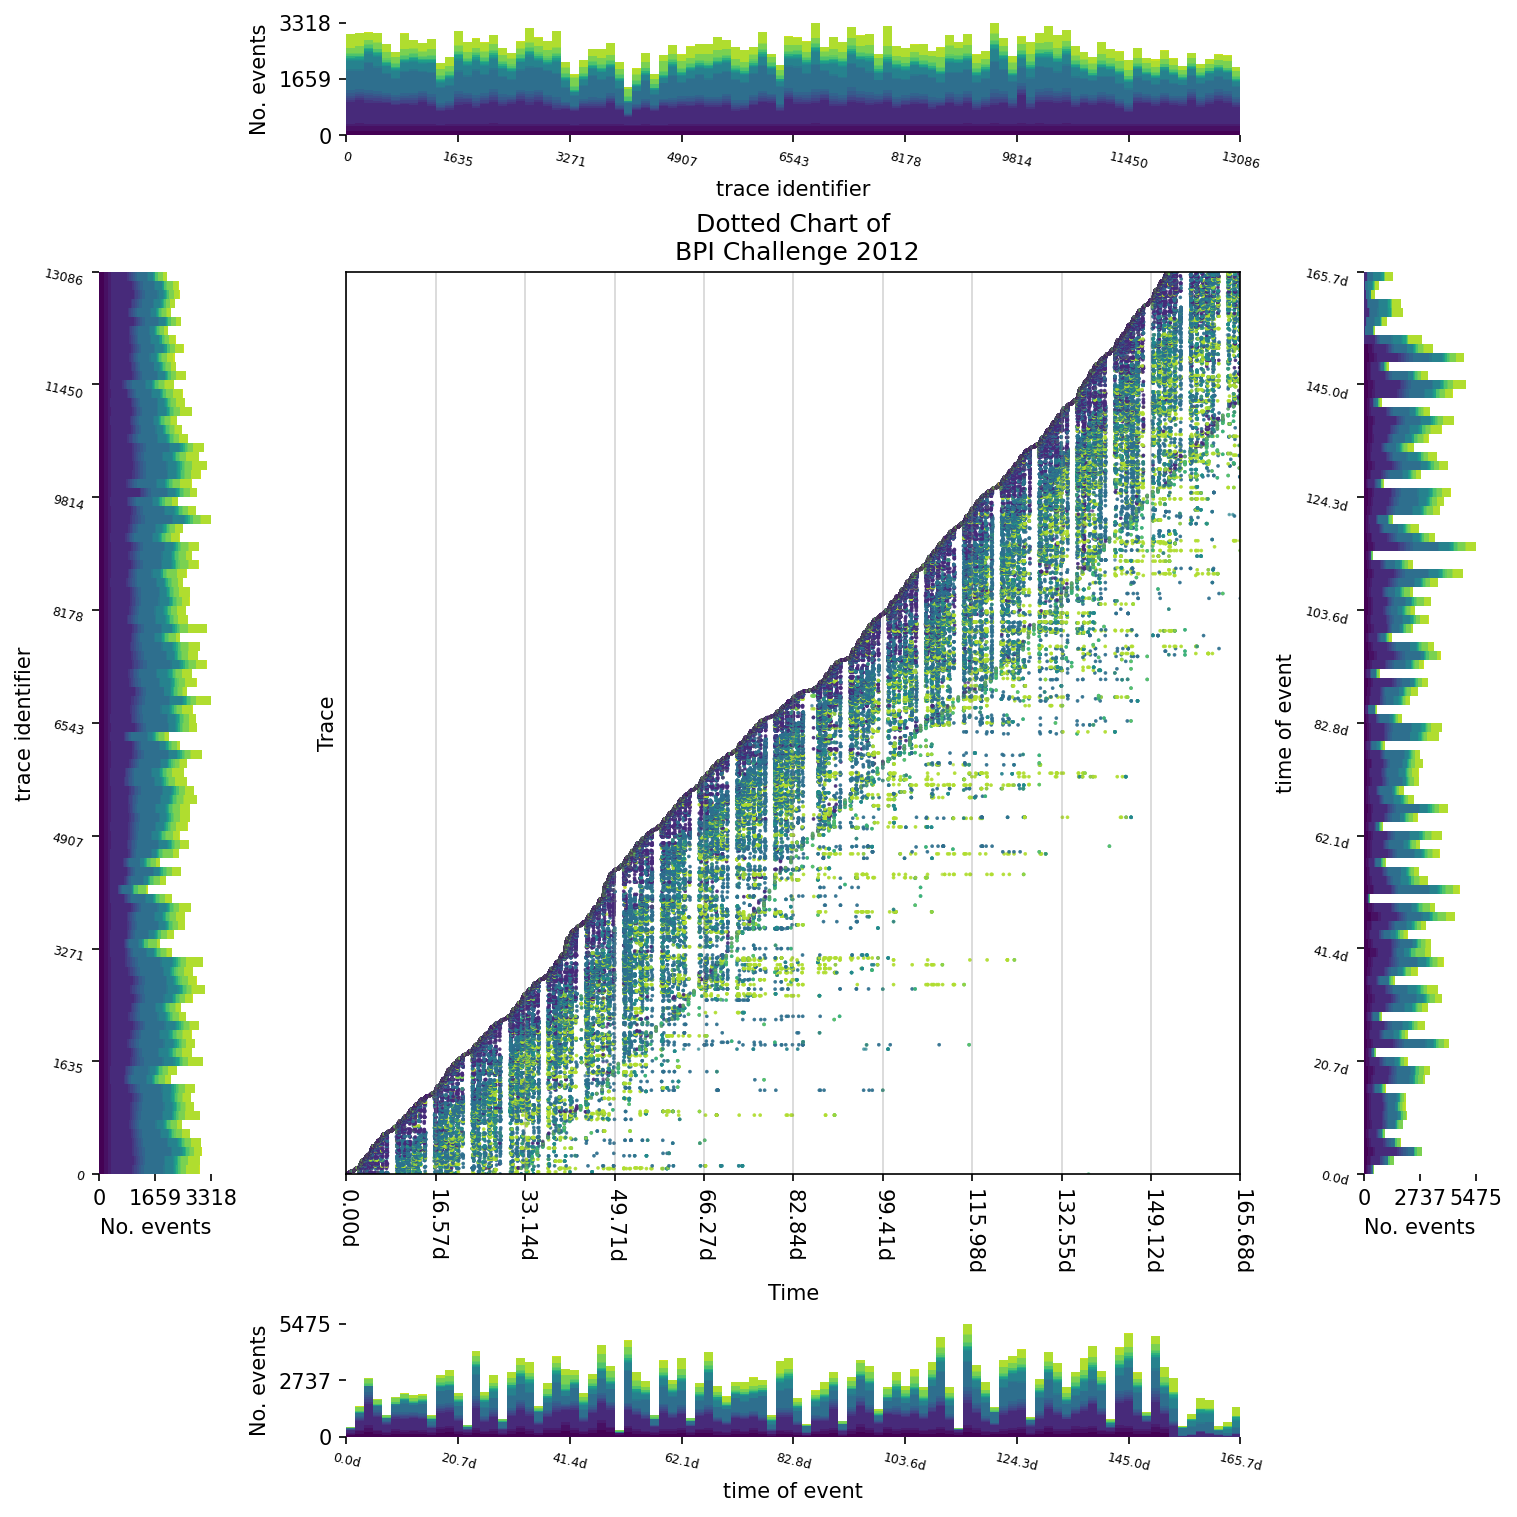 No. events
3318
1659
0
0
1635
3271
4907
6543
8178
9814
11450
13086
trace identifier
Dotted Chart of
BPI Challenge 2012
trace identifier
13086
11450
9814
8178
6543
4907
3271
1635
0
0
1659
3318
No. events
Trace
0.00d
16.57d
33.14d
49.71d
66.27d
82.84d
99.41d
115.98d
132.55d
149.12d
165.68d
Time
time of event
165.7d
145.0d
124.3d
103.6d
82.8d
62.1d
41.4d
20.7d
0.0d
0
2737
5475
No. events
No. events
5475
2737
0
0.0d
20.7d
41.4d
62.1d
82.8d
103.6d
124.3d
145.0d
165.7d
time of event